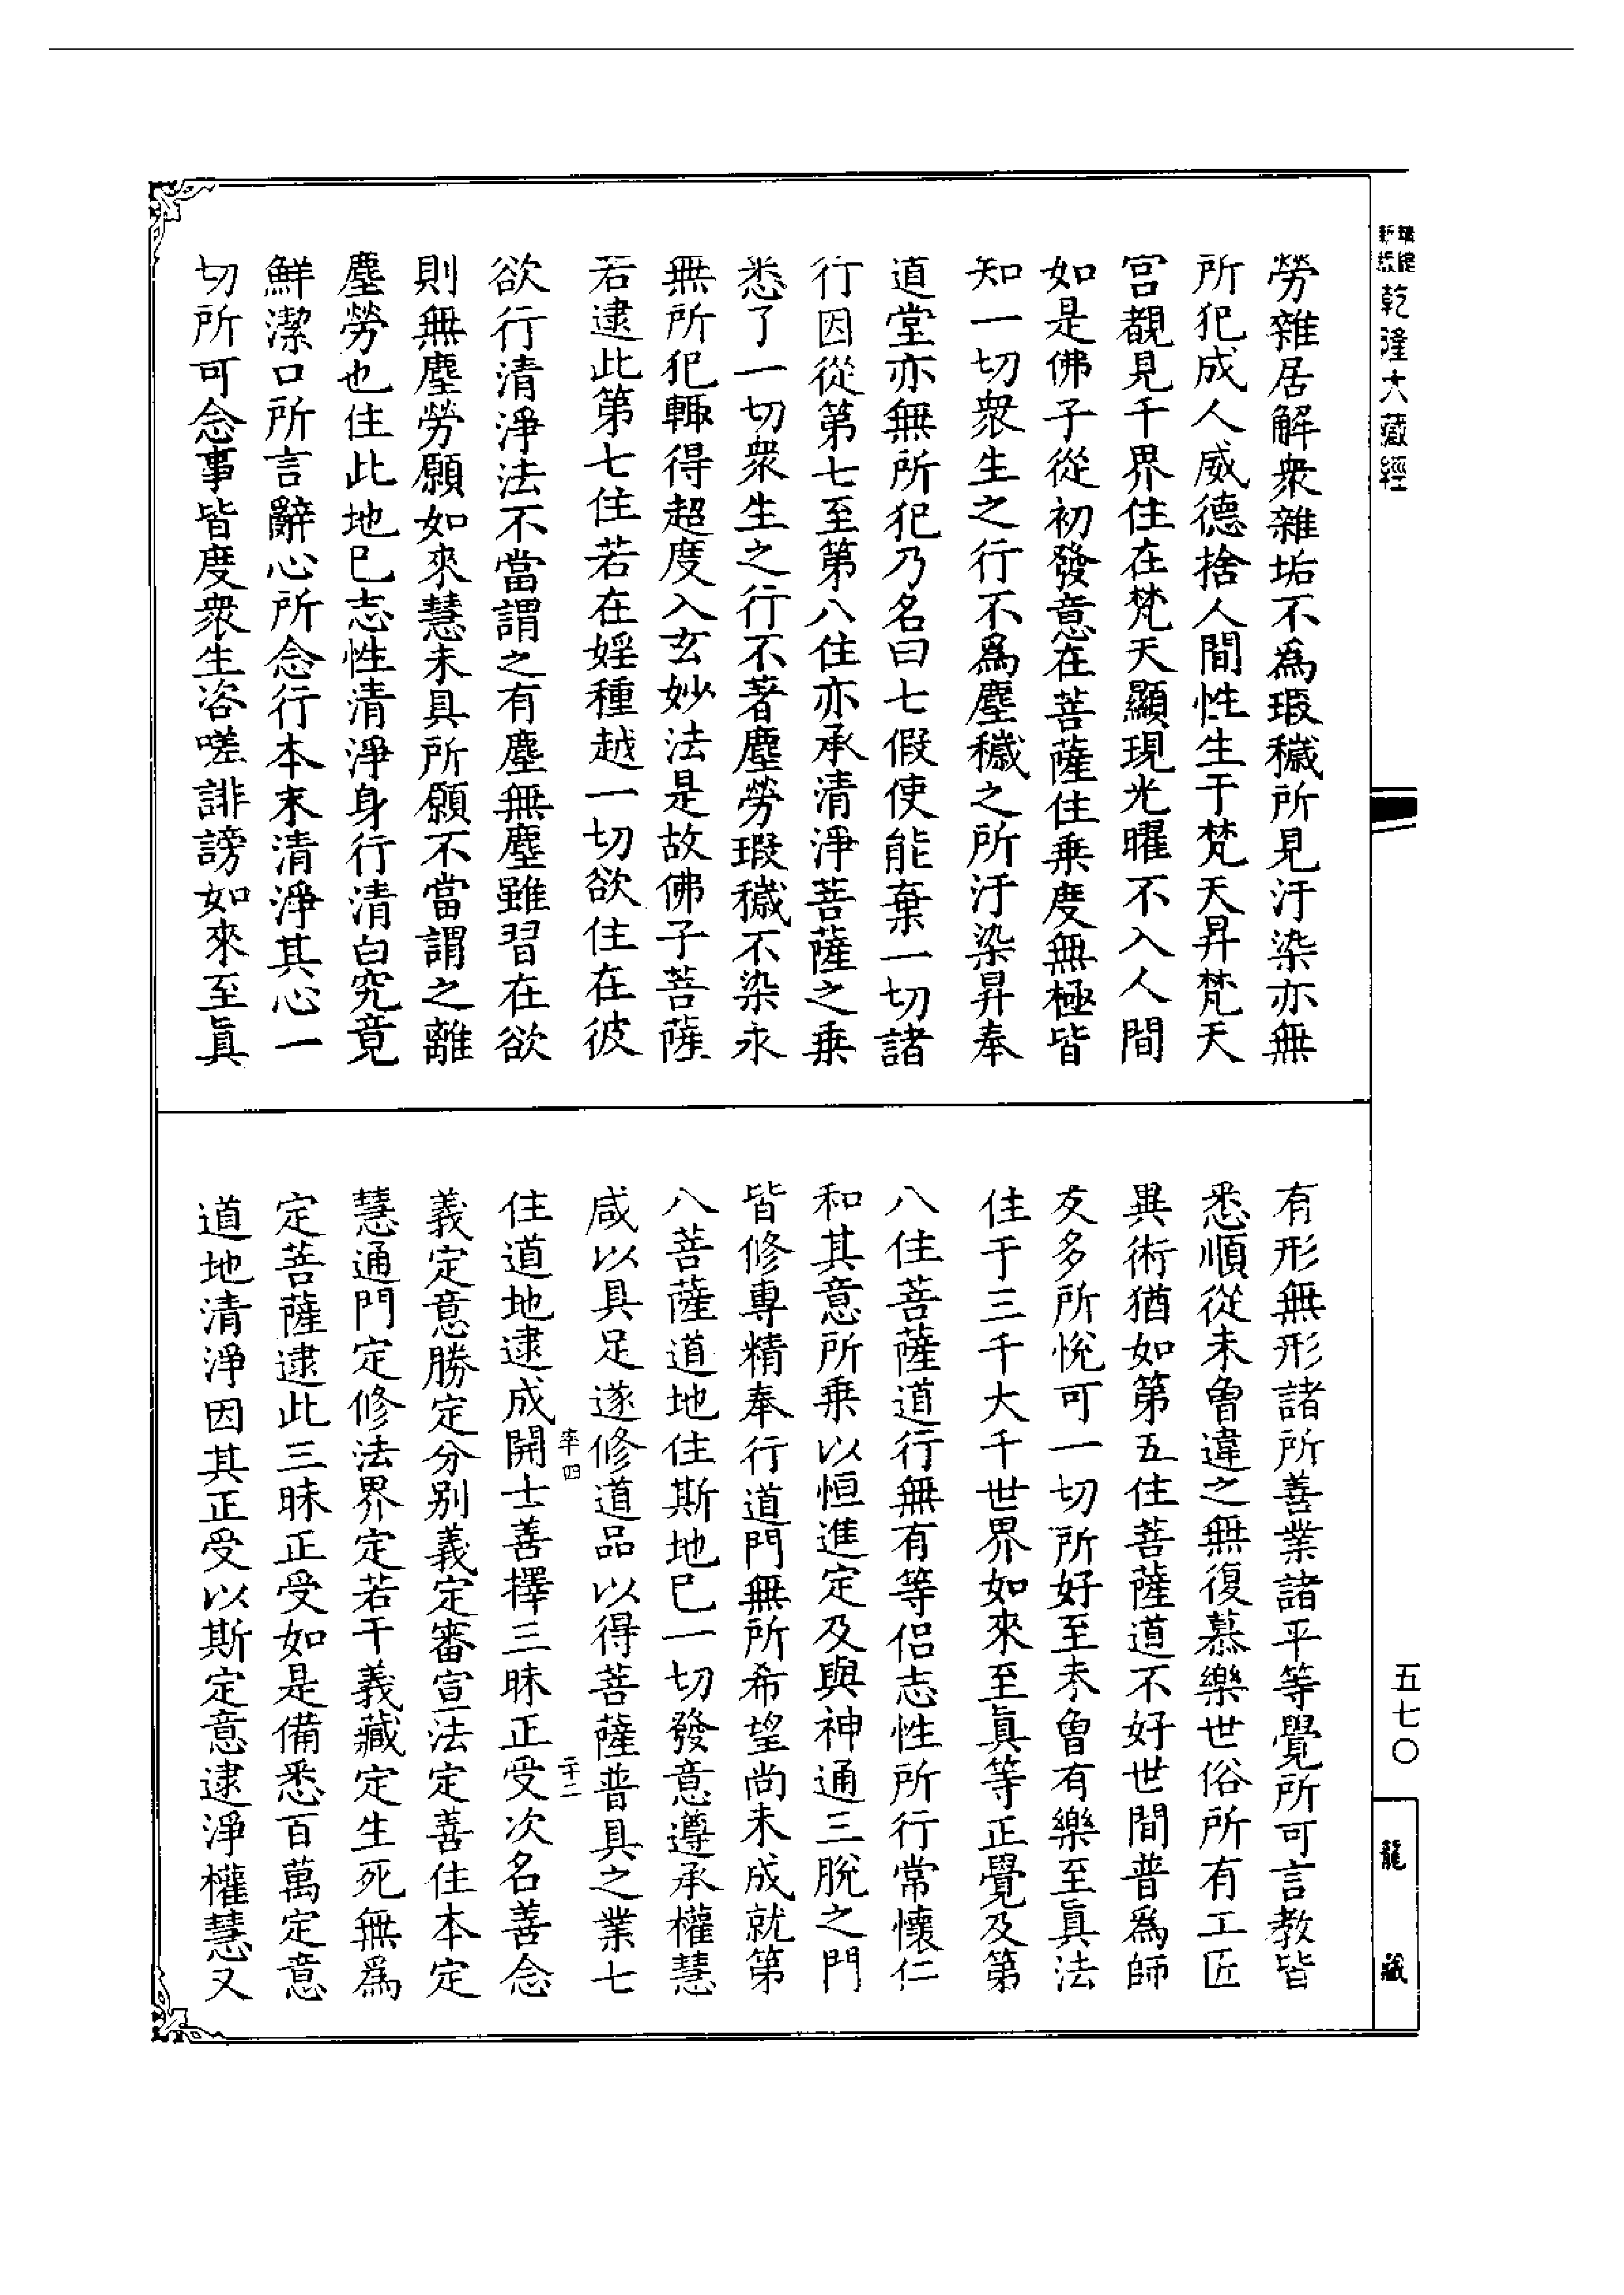 乾隆大藏經
勞雜居解衆雜垢不爲瑕穢所見汙染亦無
所犯成人威德捨人間性生于梵天昇梵天
宮覩見千界住在梵天顯現光曜不入人間
如是佛子從初發意在菩薩住乘度無極皆
知一切衆生之行不爲塵穢之所汙染昇奉
道堂亦無所犯乃名曰七假使能棄一切諸
行因從第七至第八住亦承清淨菩薩之乘
悉了一切衆生之行不著塵勞瑕穢不染永
無所犯輙得超度入玄妙法是故佛子菩薩
若逮此第七住若在婬種越一切欲住在彼
欲行清淨法不當謂之有塵無塵雖習在欲
則無塵勞願如來慧未具所願不當謂之離
塵勞也住此地已志性清淨身行清白究竟
鮮潔口所言辭心所念行本末清淨其心一
切所可念事皆度衆生咨嗟誹謗如來至真
有形無形諸所善業諸平等覺所可言教皆
悉順從未曾違之無復慕樂世俗所有工匠
異術猶如第五住菩薩道不好世間普爲師
友多所悅可一切所好至未曾有樂至真法
住于三千大千世界如來至真等正覺及第
八住菩薩道行無有等侶志性所行常懷仁
和其意所乘以恒進定及與神通三脫之門
皆修專精奉行道門無所希望尚未成就第
八菩薩道地住斯地已一切發意遵承權慧
咸以具足遂修道品以得菩薩普具之業七
率四
二十二
住道地逮成開士善擇三昧正受次名善念
義定意勝定分别義定審宣法定善住本定
慧通門定修法界定若干義藏定生死無爲
定菩薩逮此三昧正受如是備悉百萬定意
道地清淨因其正受以斯定意逮淨權慧又
五七〇
龍藏